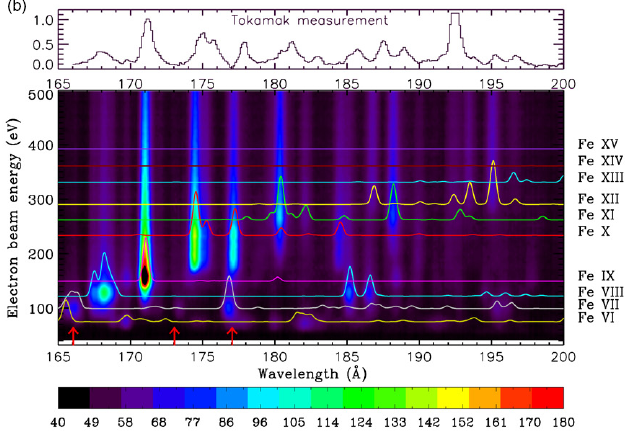 (b)
Tokamak measurement
1.0
0.5
0.0
165 170 175 180 185 190 195 200
500
400
300
200
100
Electron beam energy (eV)
Fe XV
Fe XIV
Fe XIII
Fe XII
Fe XI
Fe X
Fe IX
Fe VIII
Fe VII
Fe VI
165 170 175 180 185 190 195 200
Wavelength (Å)
40 49 58 68 77 86 96 105 114 124 133 142 152 161 170 180